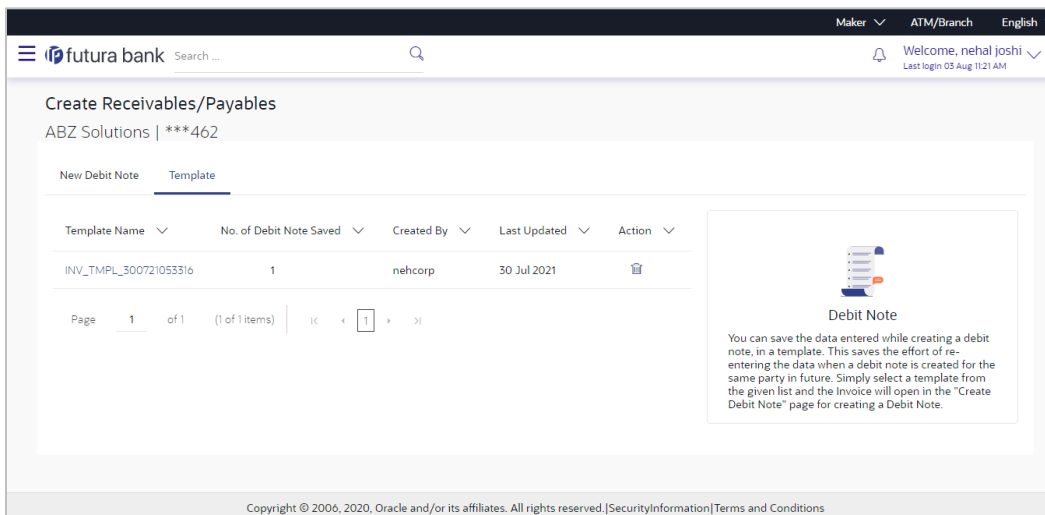 Maker ATM/Branch English
futura bank Search ... Welcome, nehal joshi
Last login 03 Aug 11:21 AM
Create Receivables/Payables
ABZ Solutions | ***462
New Debit Note Template
Template Name No. of Debit Note Saved Created By Last Updated Action
INV_TMPL_300721053316 1 nehcorp 30 Jul 2021
Page 1 of 1 (1 of 1 items) 1
Debit Note
You can save the data entered while creating a debit
note, in a template. This saves the effort of re-
entering the data when a debit note is created for the
same party in future. Simply select a template from
the given list and the Invoice will open in the "Create
Debit Note" page for creating a Debit Note.
Copyright © 2006, 2020, Oracle and/or its affiliates. All rights reserved.|SecurityInformation|Terms and Conditions